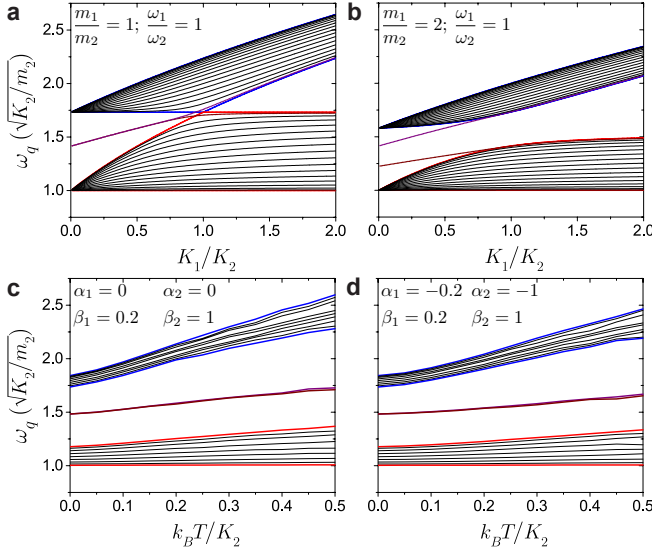 a
m₁/m₂ = 1; ω₁/ω₂ = 1
2.5
2.0
1.5
1.0
ω_q (√K₂/m₂)
0.0 0.5 1.0 1.5 2.0
K₁/K₂
b
m₁/m₂ = 2; ω₁/ω₂ = 1
0.0 0.5 1.0 1.5 2.0
K₁/K₂
c
α₁ = 0 α₂ = 0
β₁ = 0.2 β₂ = 1
2.5
2.0
1.5
1.0
ω_q (√K₂/m₂)
0.0 0.1 0.2 0.3 0.4 0.5
k_BT/K₂
d
α₁ = −0.2 α₂ = −1
β₁ = 0.2 β₂ = 1
0.0 0.1 0.2 0.3 0.4 0.5
k_BT/K₂